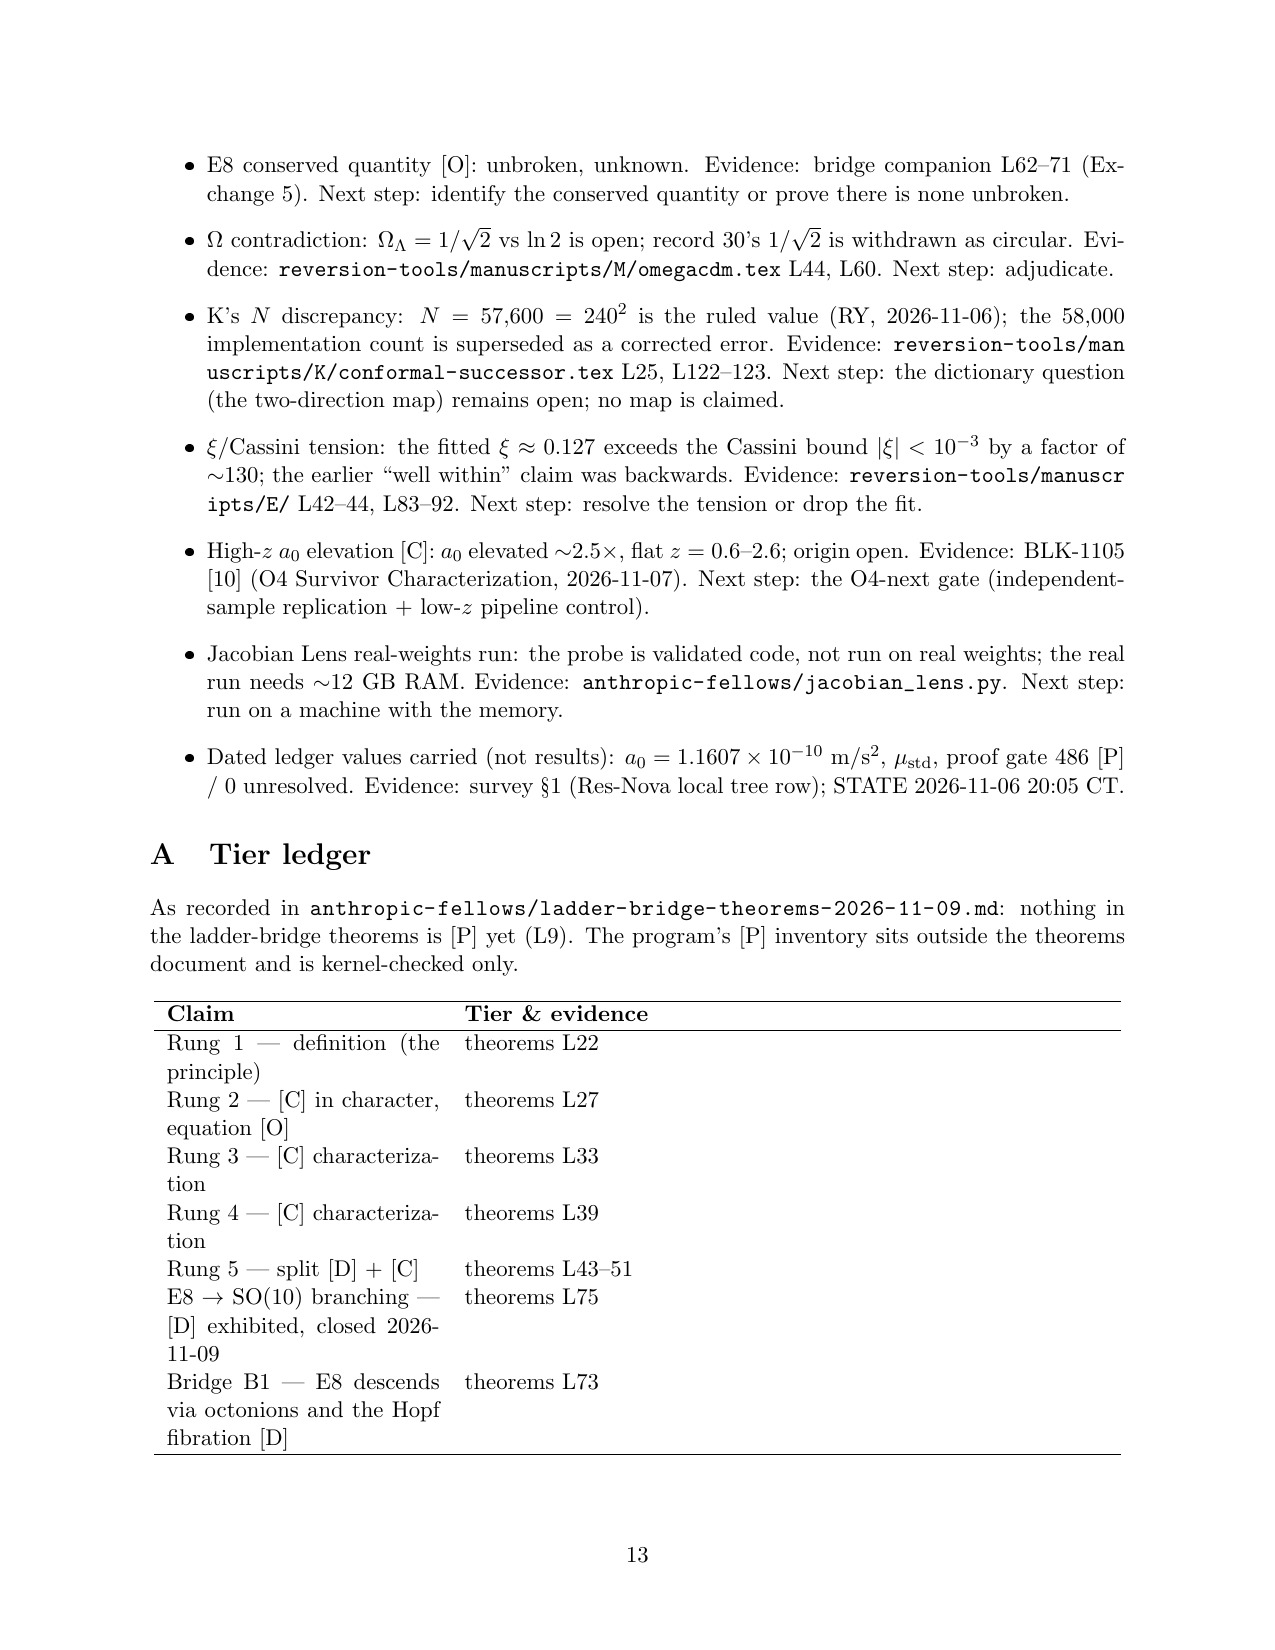 • E8 conserved quantity [O]: unbroken, unknown. Evidence: bridge companion L62–71 (Ex-
change 5). Next step: identify the conserved quantity or prove there is none unbroken.
• Ω contradiction: Ω_Λ = 1/√2 vs ln 2 is open; record 30's 1/√2 is withdrawn as circular. Evi-
dence: reversion-tools/manuscripts/M/omegacdm.tex L44, L60. Next step: adjudicate.
• K's N discrepancy: N = 57,600 = 240² is the ruled value (RY, 2026-11-06); the 58,000
implementation count is superseded as a corrected error. Evidence: reversion-tools/man
uscripts/K/conformal-successor.tex L25, L122–123. Next step: the dictionary question
(the two-direction map) remains open; no map is claimed.
• ξ/Cassini tension: the fitted ξ ≈ 0.127 exceeds the Cassini bound |ξ| < 10⁻³ by a factor of
∼130; the earlier “well within” claim was backwards. Evidence: reversion-tools/manuscr
ipts/E/ L42–44, L83–92. Next step: resolve the tension or drop the fit.
• High-z a₀ elevation [C]: a₀ elevated ∼2.5×, flat z = 0.6–2.6; origin open. Evidence: BLK-1105
[10] (O4 Survivor Characterization, 2026-11-07). Next step: the O4-next gate (independent-
sample replication + low-z pipeline control).
• Jacobian Lens real-weights run: the probe is validated code, not run on real weights; the real
run needs ∼12 GB RAM. Evidence: anthropic-fellows/jacobian_lens.py. Next step:
run on a machine with the memory.
• Dated ledger values carried (not results): a₀ = 1.1607 × 10⁻¹⁰ m/s², μ_std, proof gate 486 [P]
/ 0 unresolved. Evidence: survey §1 (Res-Nova local tree row); STATE 2026-11-06 20:05 CT.
A Tier ledger
As recorded in anthropic-fellows/ladder-bridge-theorems-2026-11-09.md: nothing in
the ladder-bridge theorems is [P] yet (L9). The program's [P] inventory sits outside the theorems
document and is kernel-checked only.
Claim Tier & evidence
Rung 1 — definition (the theorems L22
principle)
Rung 2 — [C] in character, theorems L27
equation [O]
Rung 3 — [C] characteriza- theorems L33
tion
Rung 4 — [C] characteriza- theorems L39
tion
Rung 5 — split [D] + [C] theorems L43–51
E8 → SO(10) branching — theorems L75
[D] exhibited, closed 2026-
11-09
Bridge B1 — E8 descends theorems L73
via octonions and the Hopf
fibration [D]
13